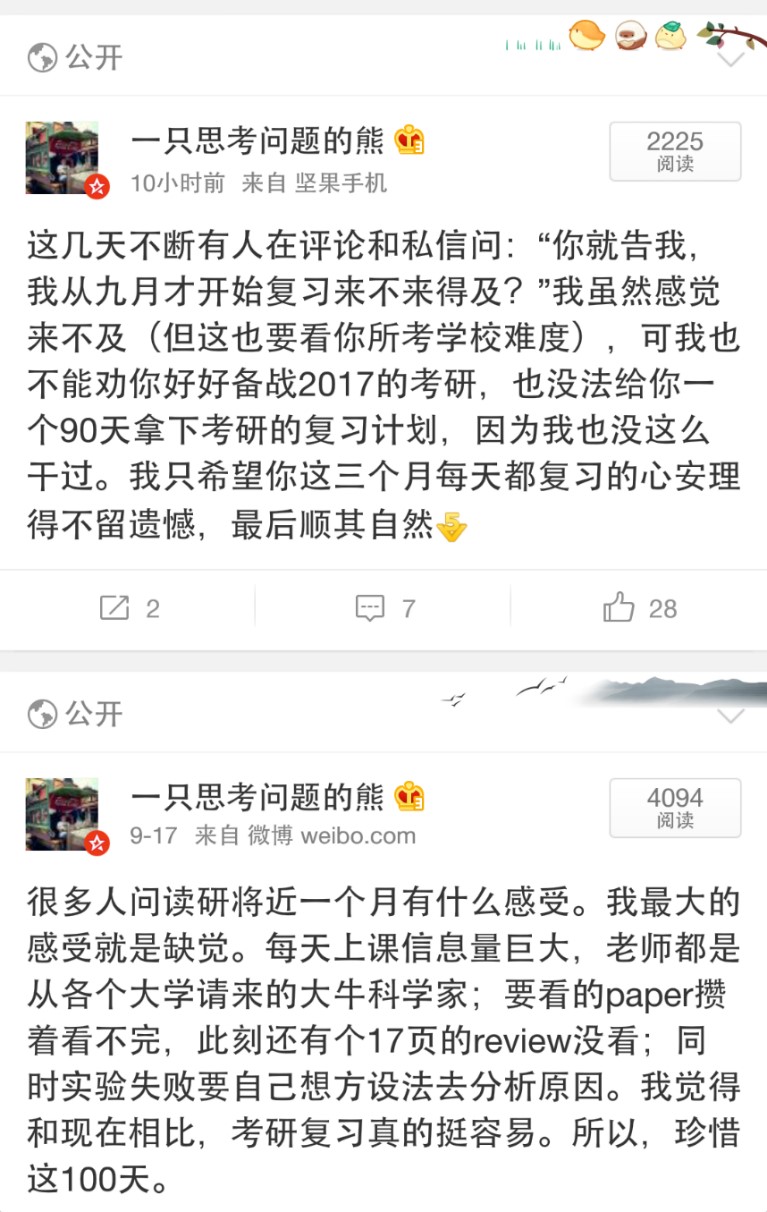 公开
一只思考问题的熊
2225
阅读
10小时前 来自 坚果手机
这几天不断有人在评论和私信问：“你就告我，
我从九月才开始复习来不来得及？”我虽然感觉
来不及（但这也要看你所考学校难度），可我也
不能劝你好好备战2017的考研，也没法给你一
个90天拿下考研的复习计划，因为我也没这么
干过。我只希望你这三个月每天都复习的心安理
得不留遗憾，最后顺其自然
2
7
28
公开
一只思考问题的熊
4094
阅读
9-17 来自 微博 weibo.com
很多人问读研将近一个月有什么感受。我最大的
感受就是缺觉。每天上课信息量巨大，老师都是
从各个大学请来的大牛科学家；要看的paper攒
着看不完，此刻还有个17页的review没看；同
时实验失败要自己想方设法去分析原因。我觉得
和现在相比，考研复习真的挺容易。所以，珍惜
这100天。